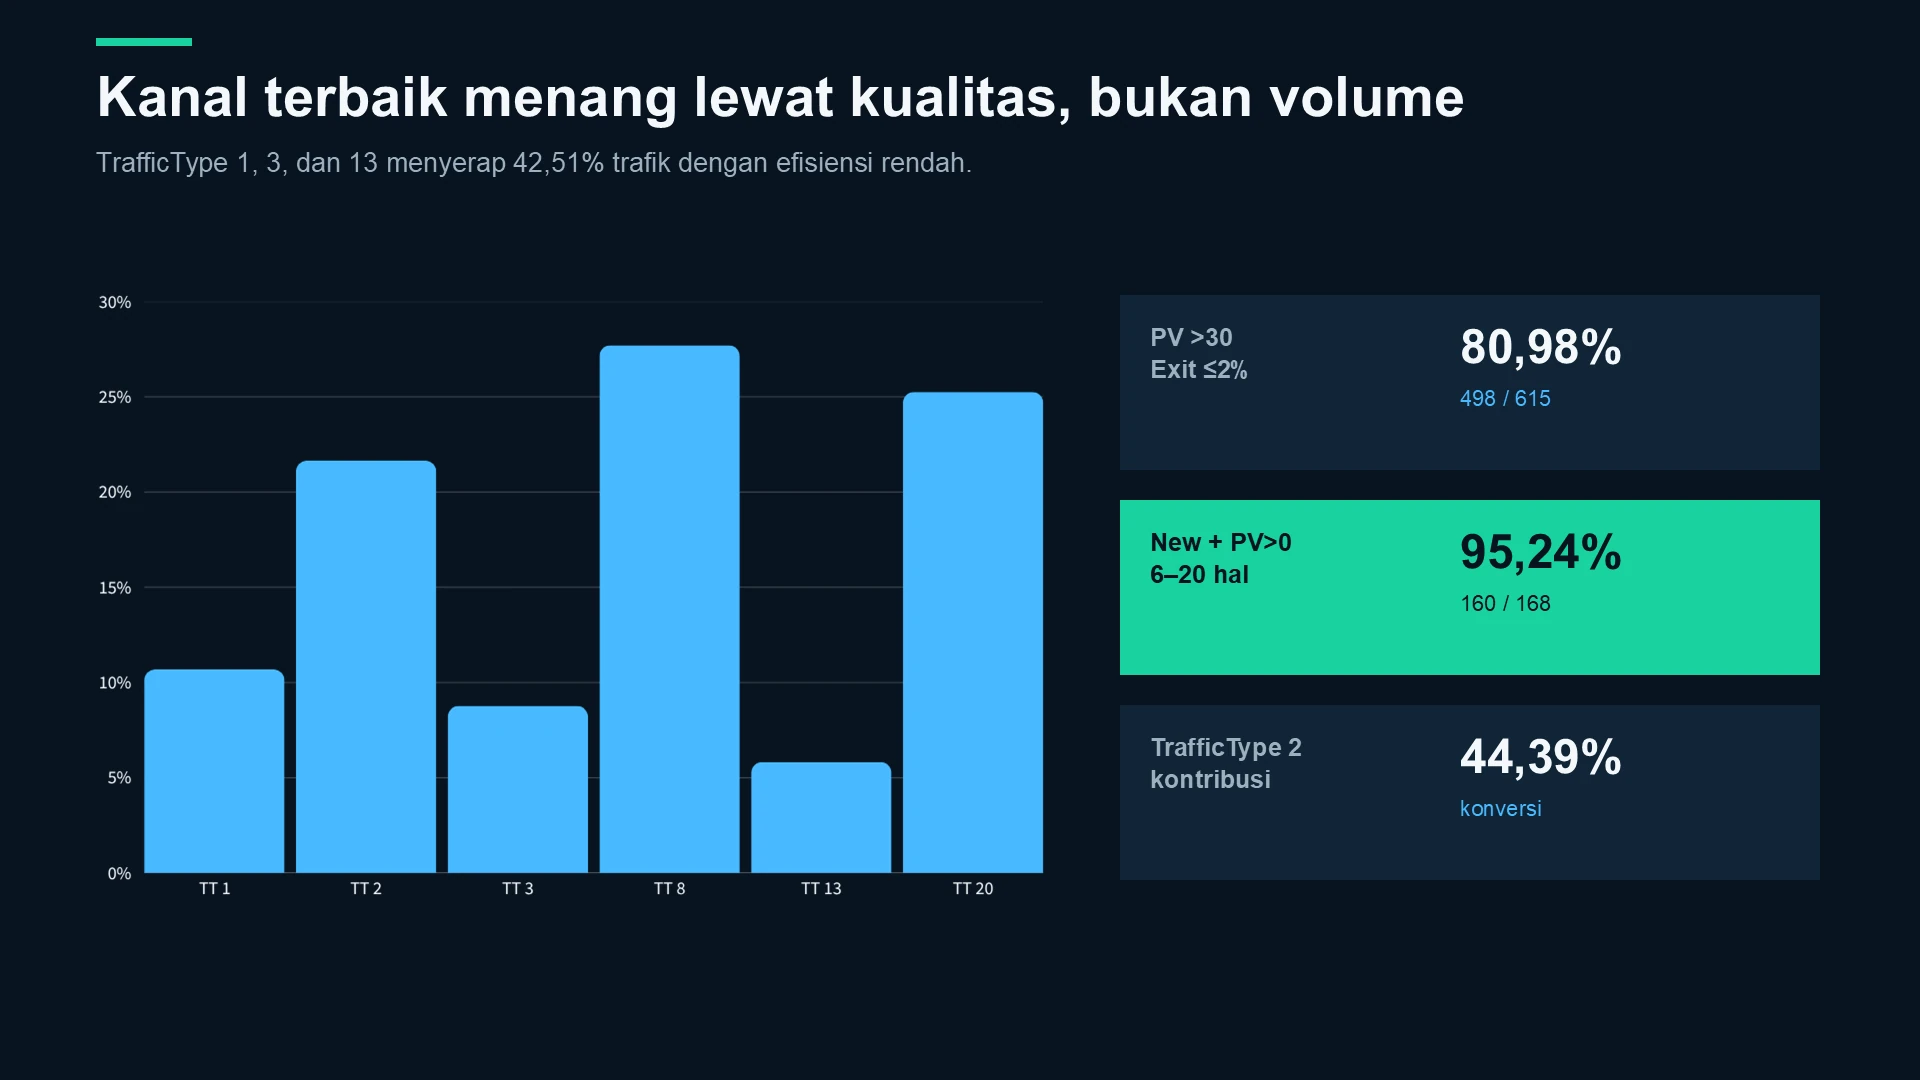 Kanal terbaik menang lewat kualitas, bukan volume
TrafficType 1, 3, dan 13 menyerap 42,51% trafik dengan efisiensi rendah.
30%
25%
20%
15%
10%
5%
0%
TT 1
TT 2
TT 3
TT 8
TT 13
TT 20
PV >30
Exit ≤2%
80,98%
498 / 615
New + PV>0
6–20 hal
95,24%
160 / 168
TrafficType 2
kontribusi
44,39%
konversi